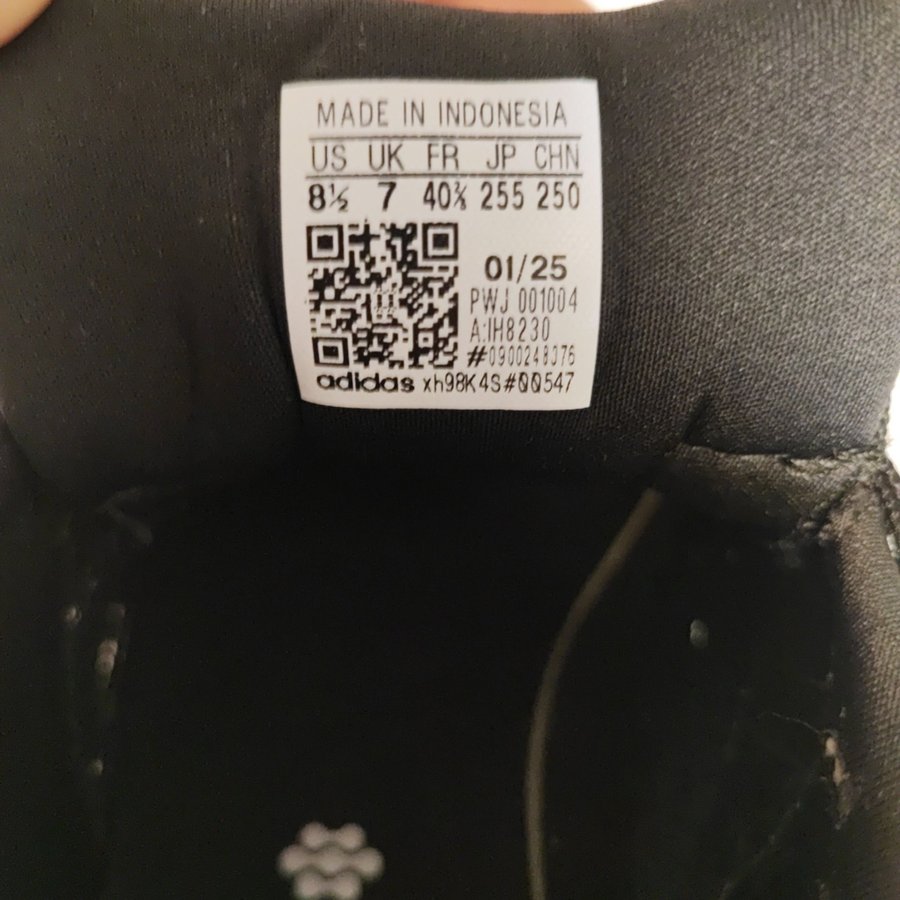 MADE IN INDONESIA
US UK FR JP CHN
8½ 7 40⅔ 255 250
01/25
PWJ 001004
A:IH8230
#0900248376
adidas xh98K4S#00547